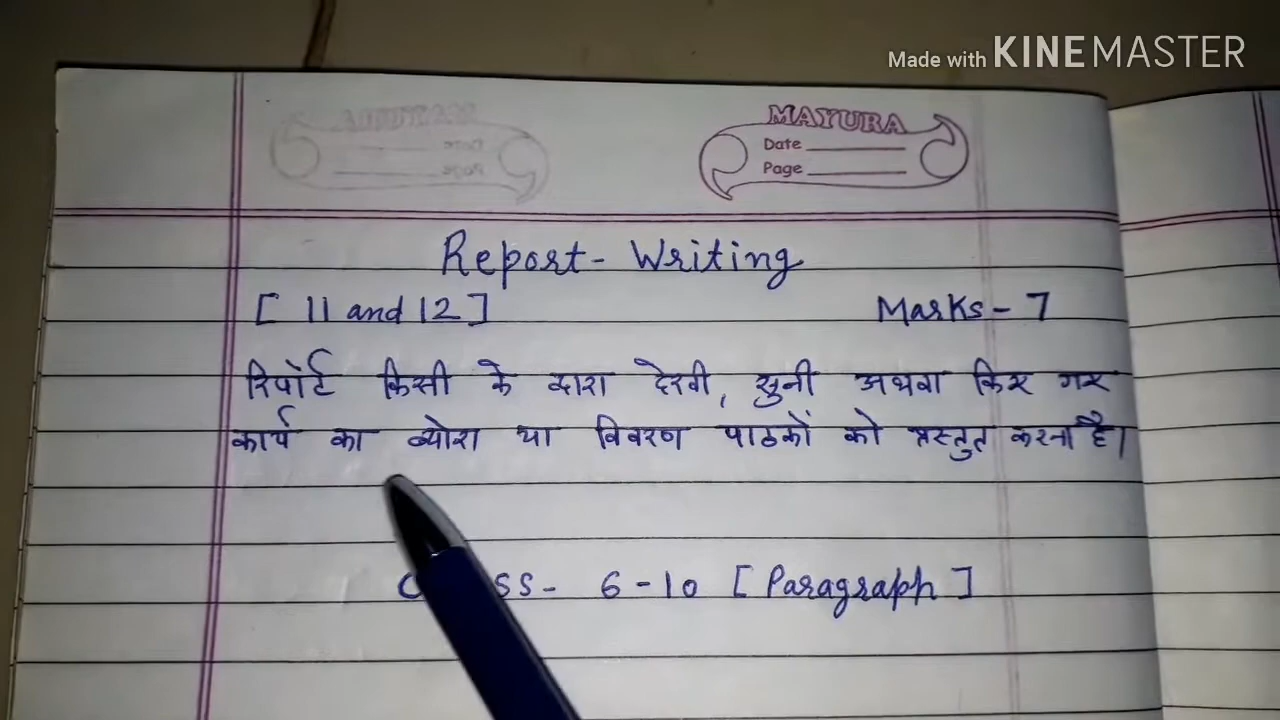 Made with KINEMASTER
MAYURA
Date
Page
Report- Writing
[ 11 and 12 ] Marks - 7
रिपोर्ट किसी के द्वारा देखी, सुनी अथवा किए गए
कार्य का ब्योरा या विवरण पाठकों को प्रस्तुत करना है।
6-10 [ Paragraph ]